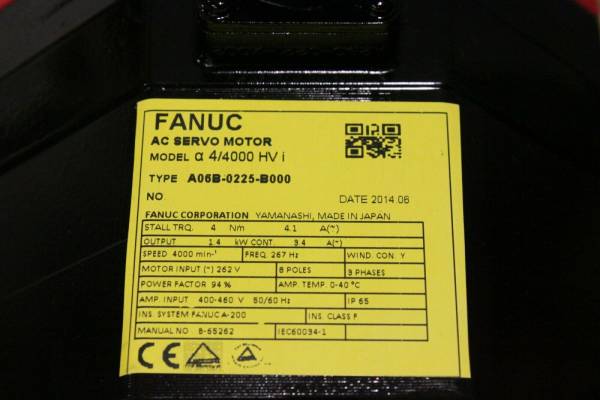 FANUC
AC SERVO MOTOR
MODEL α 4/4000 HV i
TYPE A06B-0225-B000
NO.
DATE 2014.06
FANUC CORPORATION YAMANASHI, MADE IN JAPAN
STALL TRQ. 4 Nm 4.1 A(~)
OUTPUT 1.4 kW CONT. 3.4 A(~)
SPEED 4000 min-¹ FREQ. 267 Hz WIND. CON. Y
MOTOR INPUT (~) 262 V 8 POLES 3 PHASES
POWER FACTOR 94 % AMP. TEMP. 0-40 °C
AMP. INPUT 400-460 V 50/60 Hz IP 65
INS. SYSTEM FANUC A-200 INS. CLASS F
MANUAL NO B-65262 IEC60034-1
CE